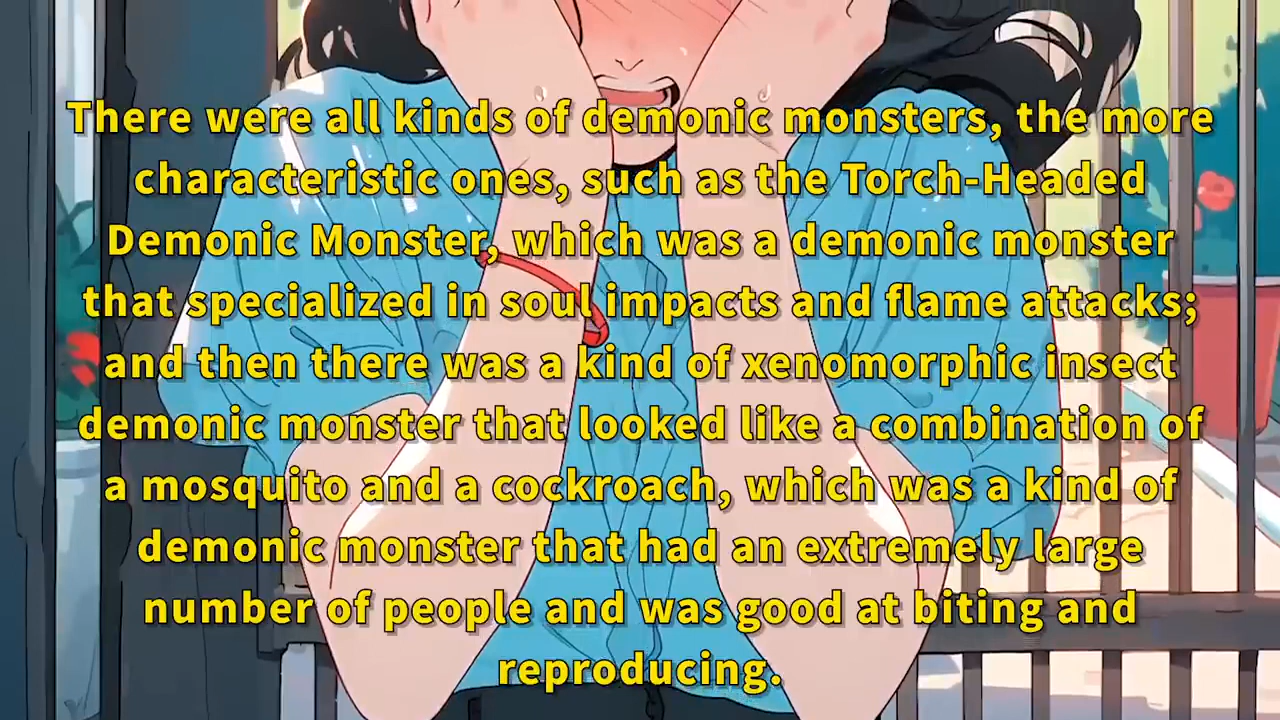 There were all kinds of demonic monsters, the more
characteristic ones, such as the Torch-Headed
Demonic Monster, which was a demonic monster
that specialized in soul impacts and flame attacks;
and then there was a kind of xenomorphic insect
demonic monster that looked like a combination of
a mosquito and a cockroach, which was a kind of
demonic monster that had an extremely large
number of people and was good at biting and
reproducing.